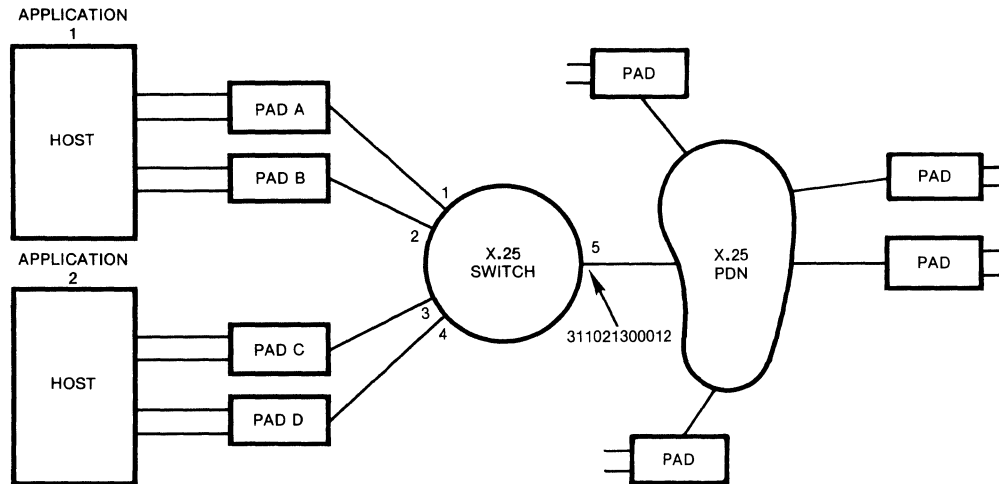 APPLICATION
1
HOST
PAD A
PAD B
1
2
APPLICATION
2
HOST
PAD C
PAD D
3
4
X.25
SWITCH
5
311021300012
X.25
PDN
PAD
PAD
PAD
PAD